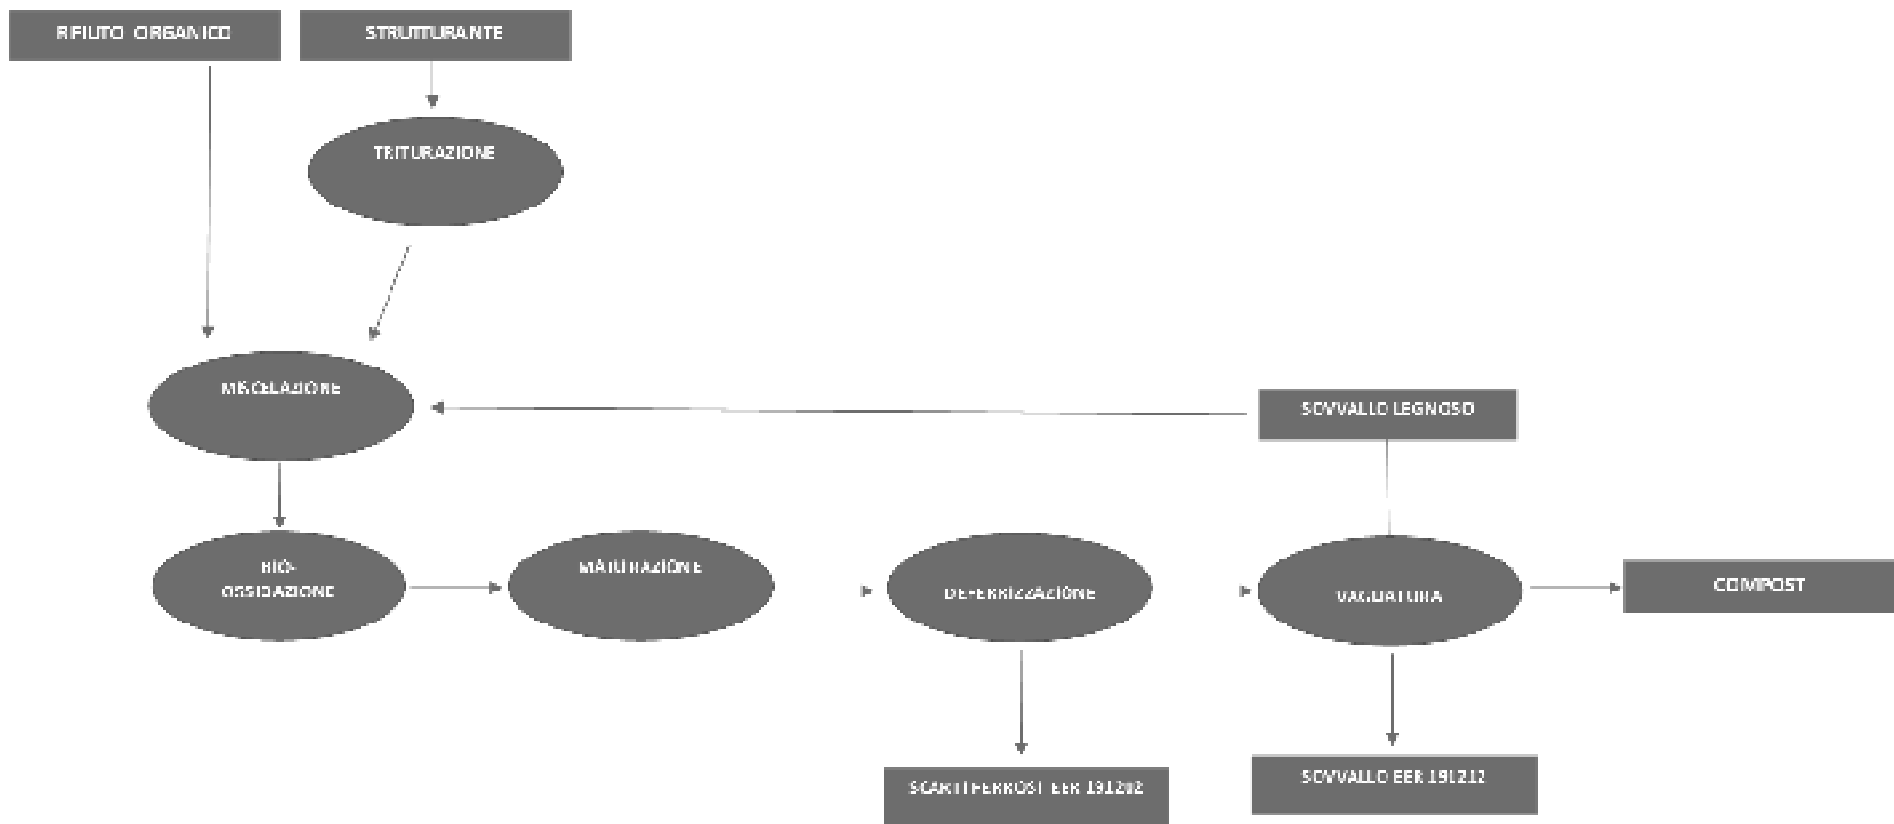 RIFIUTO ORGANICO
STRUTTURANTE
TRITURAZIONE
MISCELAZIONE
SOVVALLO LEGNOSO
BIO-
OSSIDAZIONE
MATURAZIONE
DEFERRIZZAZIONE
VAGLIATURA
COMPOST
SCARTI FERROSI EER 191202
SOVVALLO EER 191212